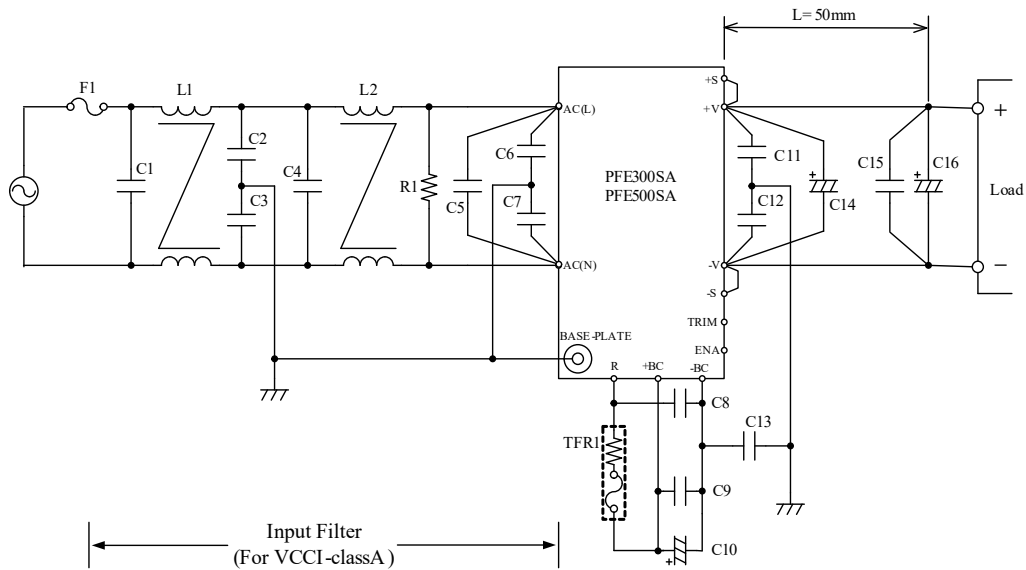 L= 50mm
F1
L1
L2
+S
AC(L)
+V
C1
C2
C3
C4
R1
C5
C6
C7
PFE300SA
PFE500SA
C11
C12
C14
C15
C16
+
+
+
Load
−
AC(N)
-V
-S
TRIM
ENA
BASE-PLATE
R
+BC
-BC
C8
C13
TFR1
C9
C10
+
Input Filter
(For VCCI-classA)